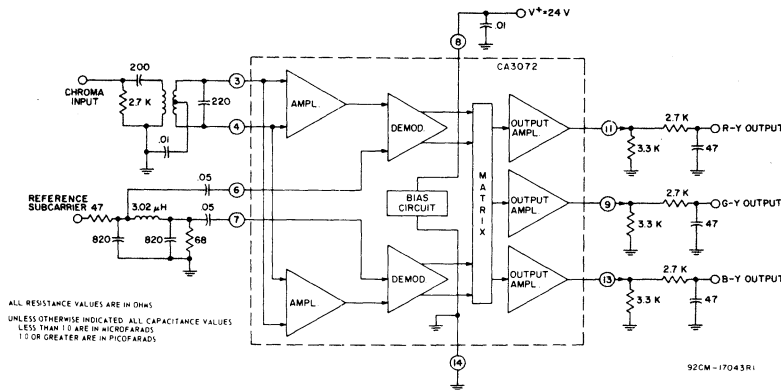 V⁺=24 V
.01
8
CA3072
CHROMA INPUT
200
2.7 K
220
.01
3
4
AMPL.
DEMOD.
OUTPUT AMPL.
11
2.7 K
R-Y OUTPUT
3.3 K
47
REFERENCE SUBCARRIER
47
3.02 µH
.05
6
.05
7
820
820
68
BIAS CIRCUIT
MATRIX
OUTPUT AMPL.
9
2.7 K
G-Y OUTPUT
3.3 K
47
AMPL.
DEMOD.
OUTPUT AMPL.
13
2.7 K
B-Y OUTPUT
3.3 K
47
14
ALL RESISTANCE VALUES ARE IN OHMS
UNLESS OTHERWISE INDICATED ALL CAPACITANCE VALUES
LESS THAN 1.0 ARE IN MICROFARADS
1.0 OR GREATER ARE IN PICOFARADS
92CM-17043R1